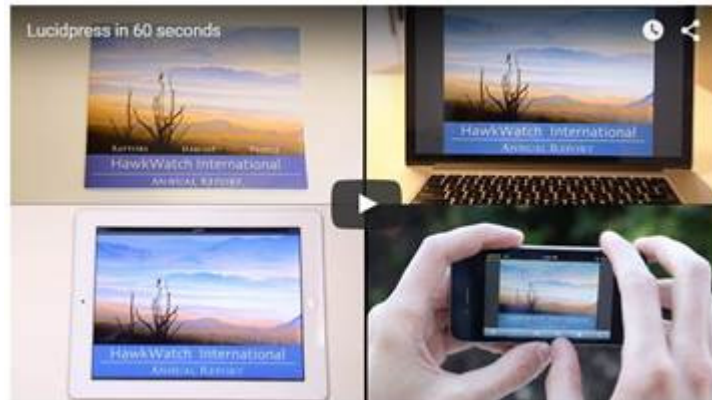 Lucidpress in 60 seconds
RAPTORS HABITAT PEOPLE
HawkWatch International
ANNUAL REPORT
HawkWatch International
ANNUAL REPORT
HawkWatch International
ANNUAL REPORT